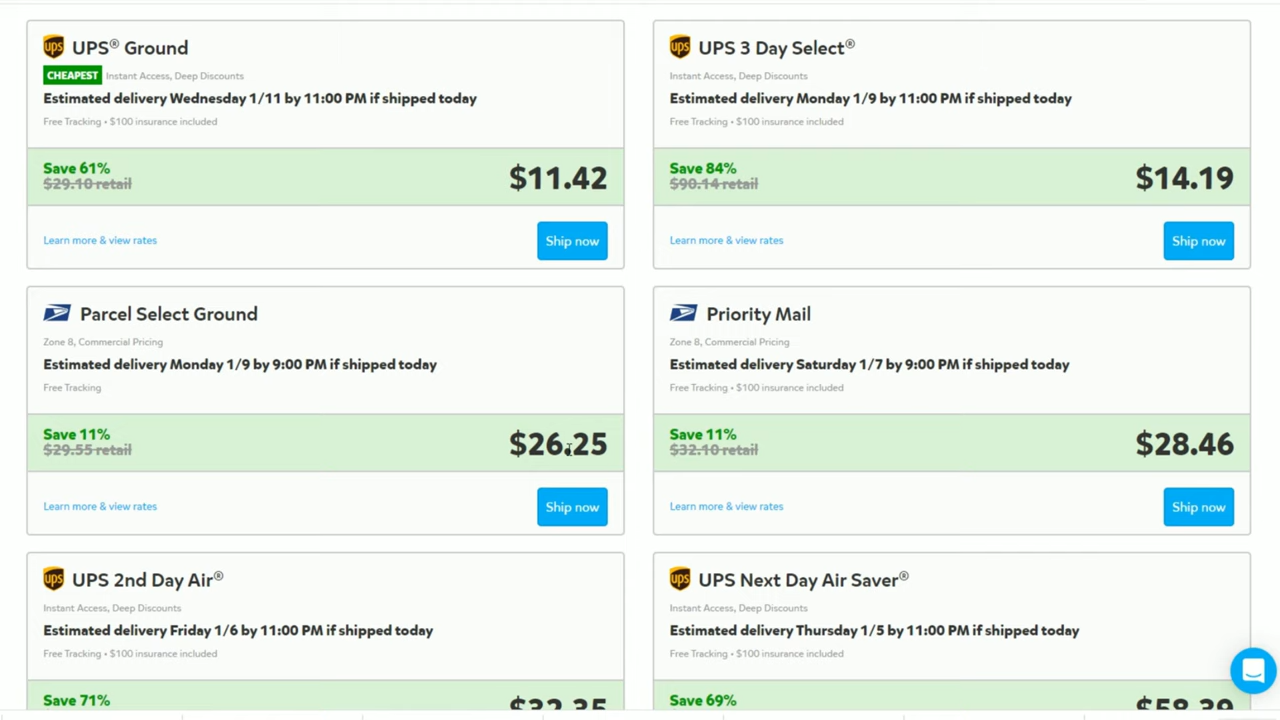 UPS® Ground
CHEAPEST Instant Access, Deep Discounts
Estimated delivery Wednesday 1/11 by 11:00 PM if shipped today
Free Tracking • $100 insurance included
Save 61%
$29.10 retail
$11.42
Learn more & view rates
Ship now
UPS 3 Day Select®
Instant Access, Deep Discounts
Estimated delivery Monday 1/9 by 11:00 PM if shipped today
Free Tracking • $100 insurance included
Save 84%
$90.14 retail
$14.19
Learn more & view rates
Ship now
Parcel Select Ground
Zone 8, Commercial Pricing
Estimated delivery Monday 1/9 by 9:00 PM if shipped today
Free Tracking
Save 11%
$29.55 retail
$26.25
Learn more & view rates
Ship now
Priority Mail
Zone 8, Commercial Pricing
Estimated delivery Saturday 1/7 by 9:00 PM if shipped today
Free Tracking • $100 insurance included
Save 11%
$32.10 retail
$28.46
Learn more & view rates
Ship now
UPS 2nd Day Air®
Instant Access, Deep Discounts
Estimated delivery Friday 1/6 by 11:00 PM if shipped today
Free Tracking • $100 insurance included
Save 71%
$32.35
UPS Next Day Air Saver®
Instant Access, Deep Discounts
Estimated delivery Thursday 1/5 by 11:00 PM if shipped today
Free Tracking • $100 insurance included
Save 69%
$58.39